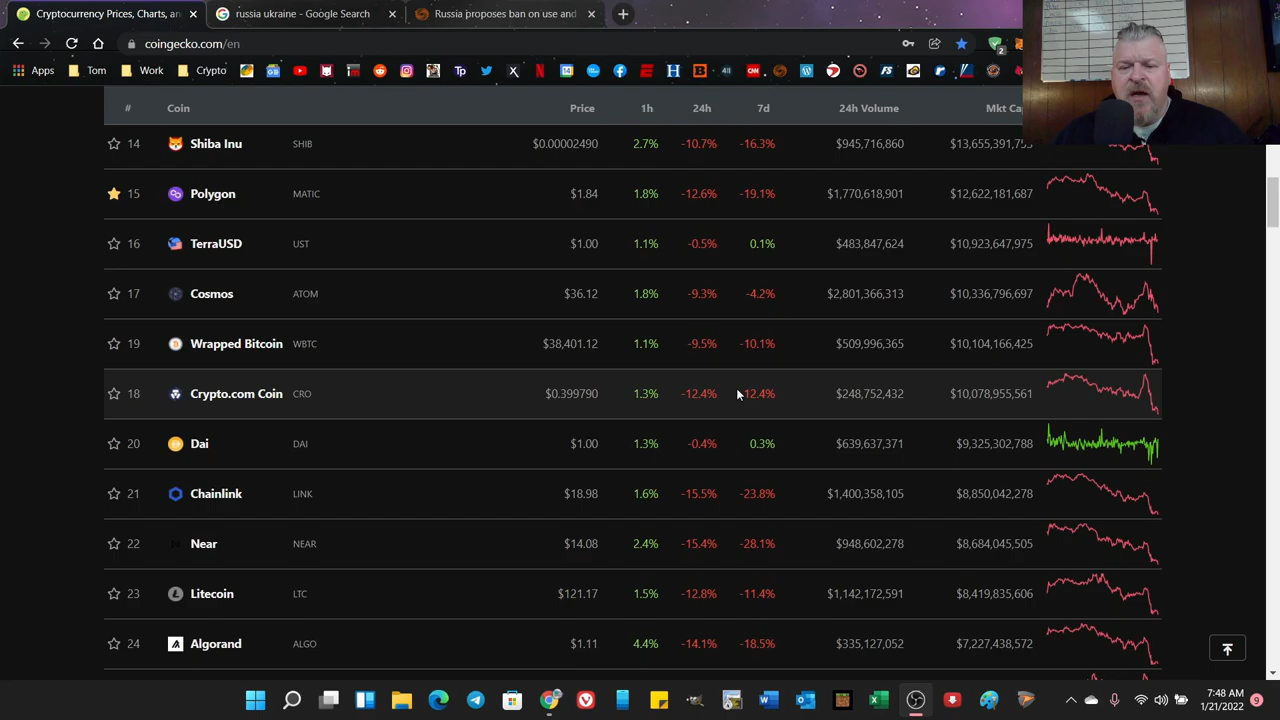 Cryptocurrency Prices, Charts, an
russia ukraine - Google Search
Russia proposes ban on use and
coingecko.com/en
2
Apps Tom Work Crypto
# Coin Price 1h 24h 7d 24h Volume Mkt Ca
14 Shiba Inu SHIB $0.00002490 2.7% -10.7% -16.3% $945,716,860 $13,655,391,75
15 Polygon MATIC $1.84 1.8% -12.6% -19.1% $1,770,618,901 $12,622,181,687
16 TerraUSD UST $1.00 1.1% -0.5% 0.1% $483,847,624 $10,923,647,975
17 Cosmos ATOM $36.12 1.8% -9.3% -4.2% $2,801,366,313 $10,336,796,697
19 Wrapped Bitcoin WBTC $38,401.12 1.1% -9.5% -10.1% $509,996,365 $10,104,166,425
18 Crypto.com Coin CRO $0.399790 1.3% -12.4% -12.4% $248,752,432 $10,078,955,561
20 Dai DAI $1.00 1.3% -0.4% 0.3% $639,637,371 $9,325,302,788
21 Chainlink LINK $18.98 1.6% -15.5% -23.8% $1,400,358,105 $8,850,042,278
22 Near NEAR $14.08 2.4% -15.4% -28.1% $948,602,278 $8,684,045,505
23 Litecoin LTC $121.17 1.5% -12.8% -11.4% $1,142,172,591 $8,419,835,606
24 Algorand ALGO $1.11 4.4% -14.1% -18.5% $335,127,052 $7,227,438,572
7:48 AM
1/21/2022
9